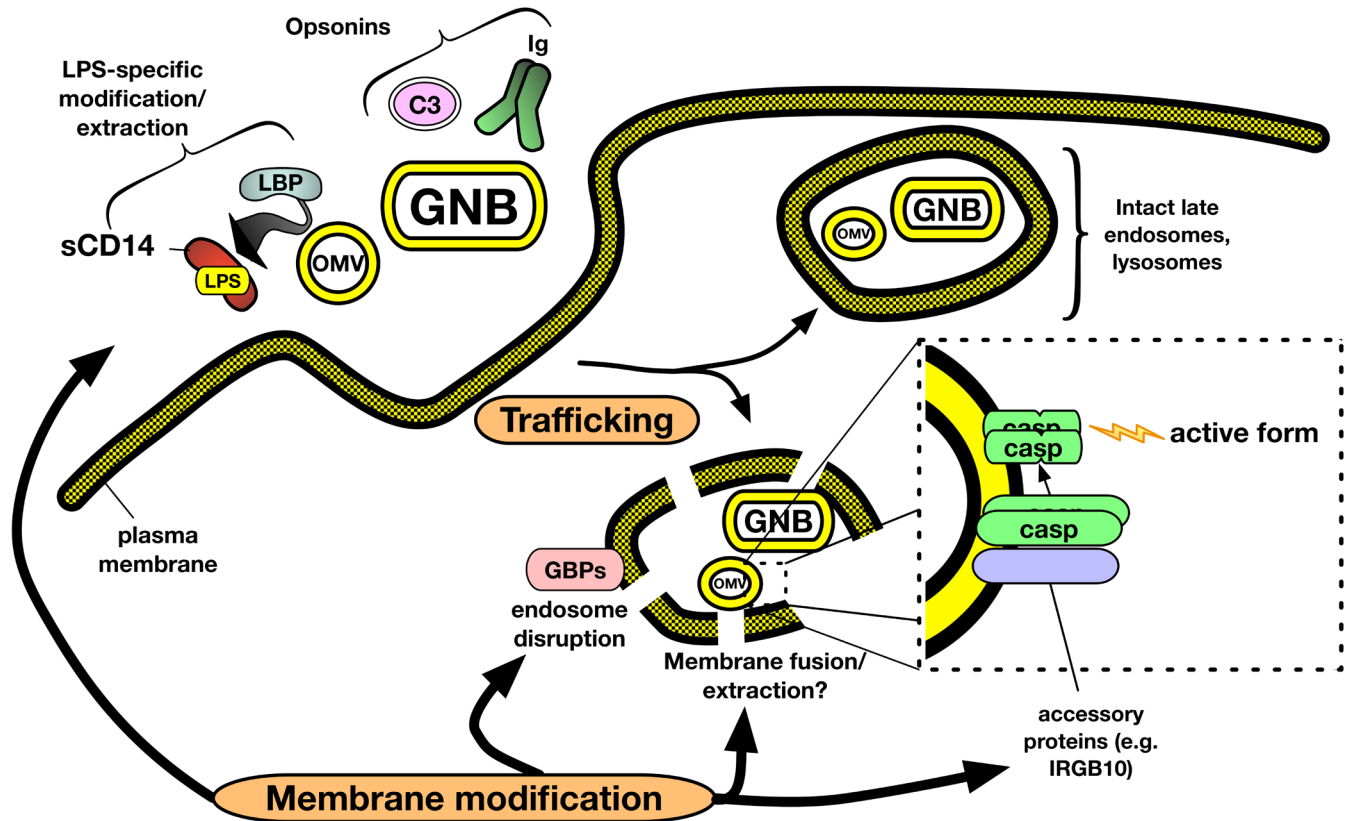 Opsonins
Ig
C3
LPS-specific
modification/
extraction
LBP
sCD14
LPS
OMV
GNB
OMV
GNB
Intact late
endosomes,
lysosomes
Trafficking
plasma
membrane
casp
casp
active form
casp
casp
GNB
OMV
GBPs
endosome
disruption
Membrane fusion/
extraction?
accessory
proteins (e.g.
IRGB10)
Membrane modification